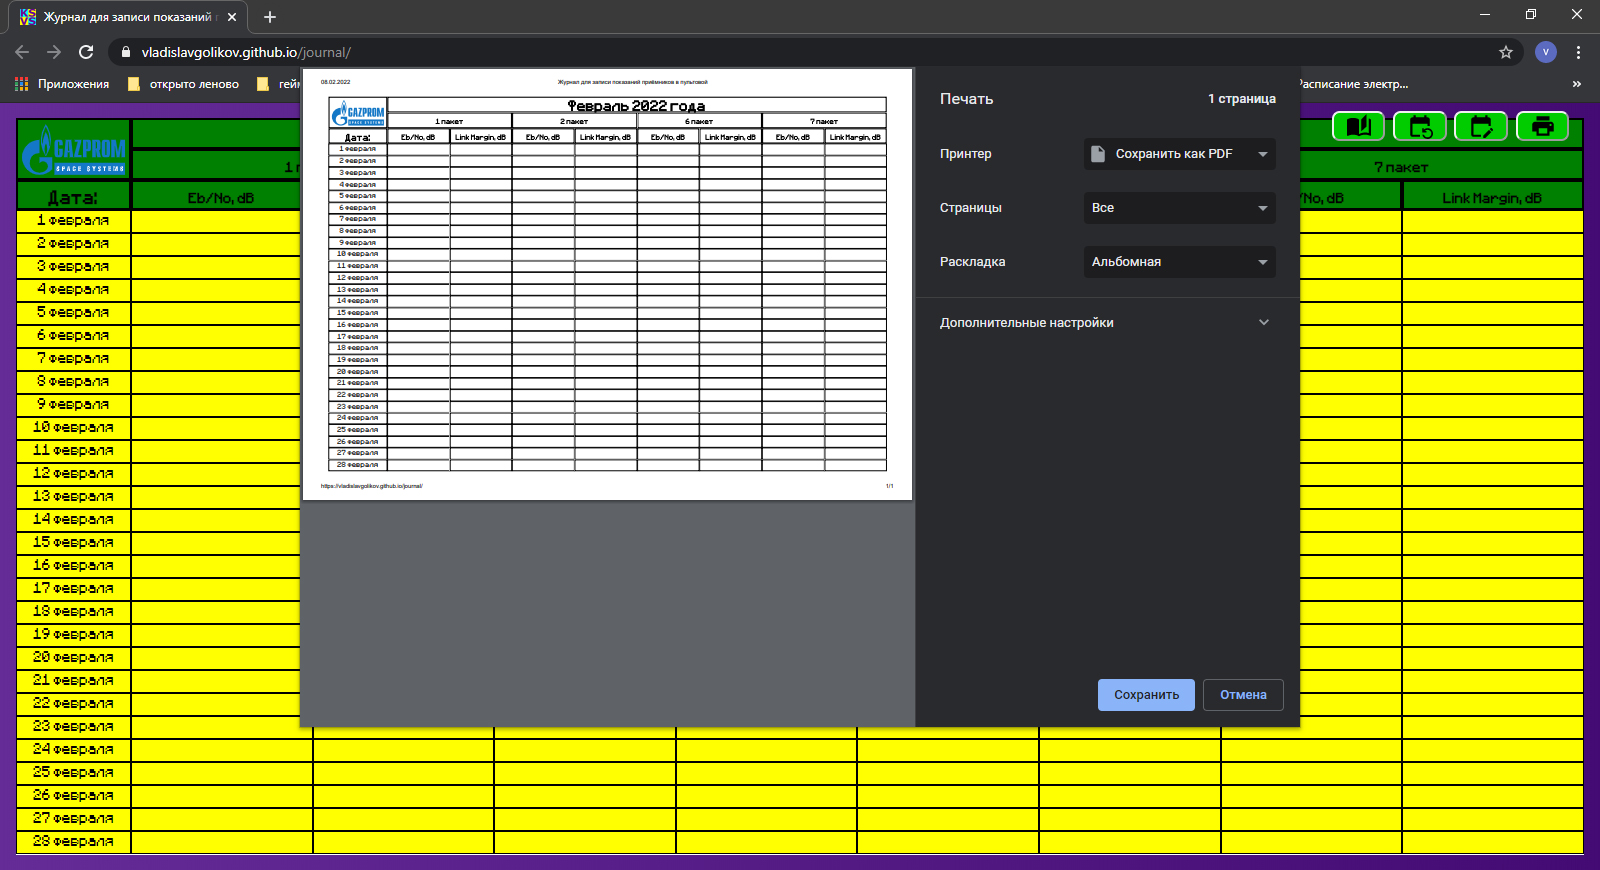 Журнал для записи показаний п
vladislavgolikov.github.io/journal/
Приложения
открыто леново
гейм
Расписание электр...
»
GAZPROM
SPACE SYSTEMS
7 пакет
Дата:
Eb/No, dB
/No, dB
Link Margin, dB
1 февраля
2 февраля
3 февраля
4 февраля
5 февраля
6 февраля
7 февраля
8 февраля
9 февраля
10 февраля
11 февраля
12 февраля
13 февраля
14 февраля
15 февраля
16 февраля
17 февраля
18 февраля
19 февраля
20 февраля
21 февраля
22 февраля
23 февраля
24 февраля
25 февраля
26 февраля
27 февраля
28 февраля
08.02.2022
Журнал для записи показаний приёмников в пультовой
GAZPROM
SPACE SYSTEMS
Февраль 2022 года
1 пакет 2 пакет 6 пакет 7 пакет
Дата: Eb/No, dB Link Margin, dB Eb/No, dB Link Margin, dB Eb/No, dB Link Margin, dB Eb/No, dB Link Margin, dB
1 февраля
2 февраля
3 февраля
4 февраля
5 февраля
6 февраля
7 февраля
8 февраля
9 февраля
10 февраля
11 февраля
12 февраля
13 февраля
14 февраля
15 февраля
16 февраля
17 февраля
18 февраля
19 февраля
20 февраля
21 февраля
22 февраля
23 февраля
24 февраля
25 февраля
26 февраля
27 февраля
28 февраля
https://vladislavgolikov.github.io/journal/
1/1
Печать
1 страница
Принтер
Сохранить как PDF
Страницы
Все
Раскладка
Альбомная
Дополнительные настройки
Сохранить
Отмена